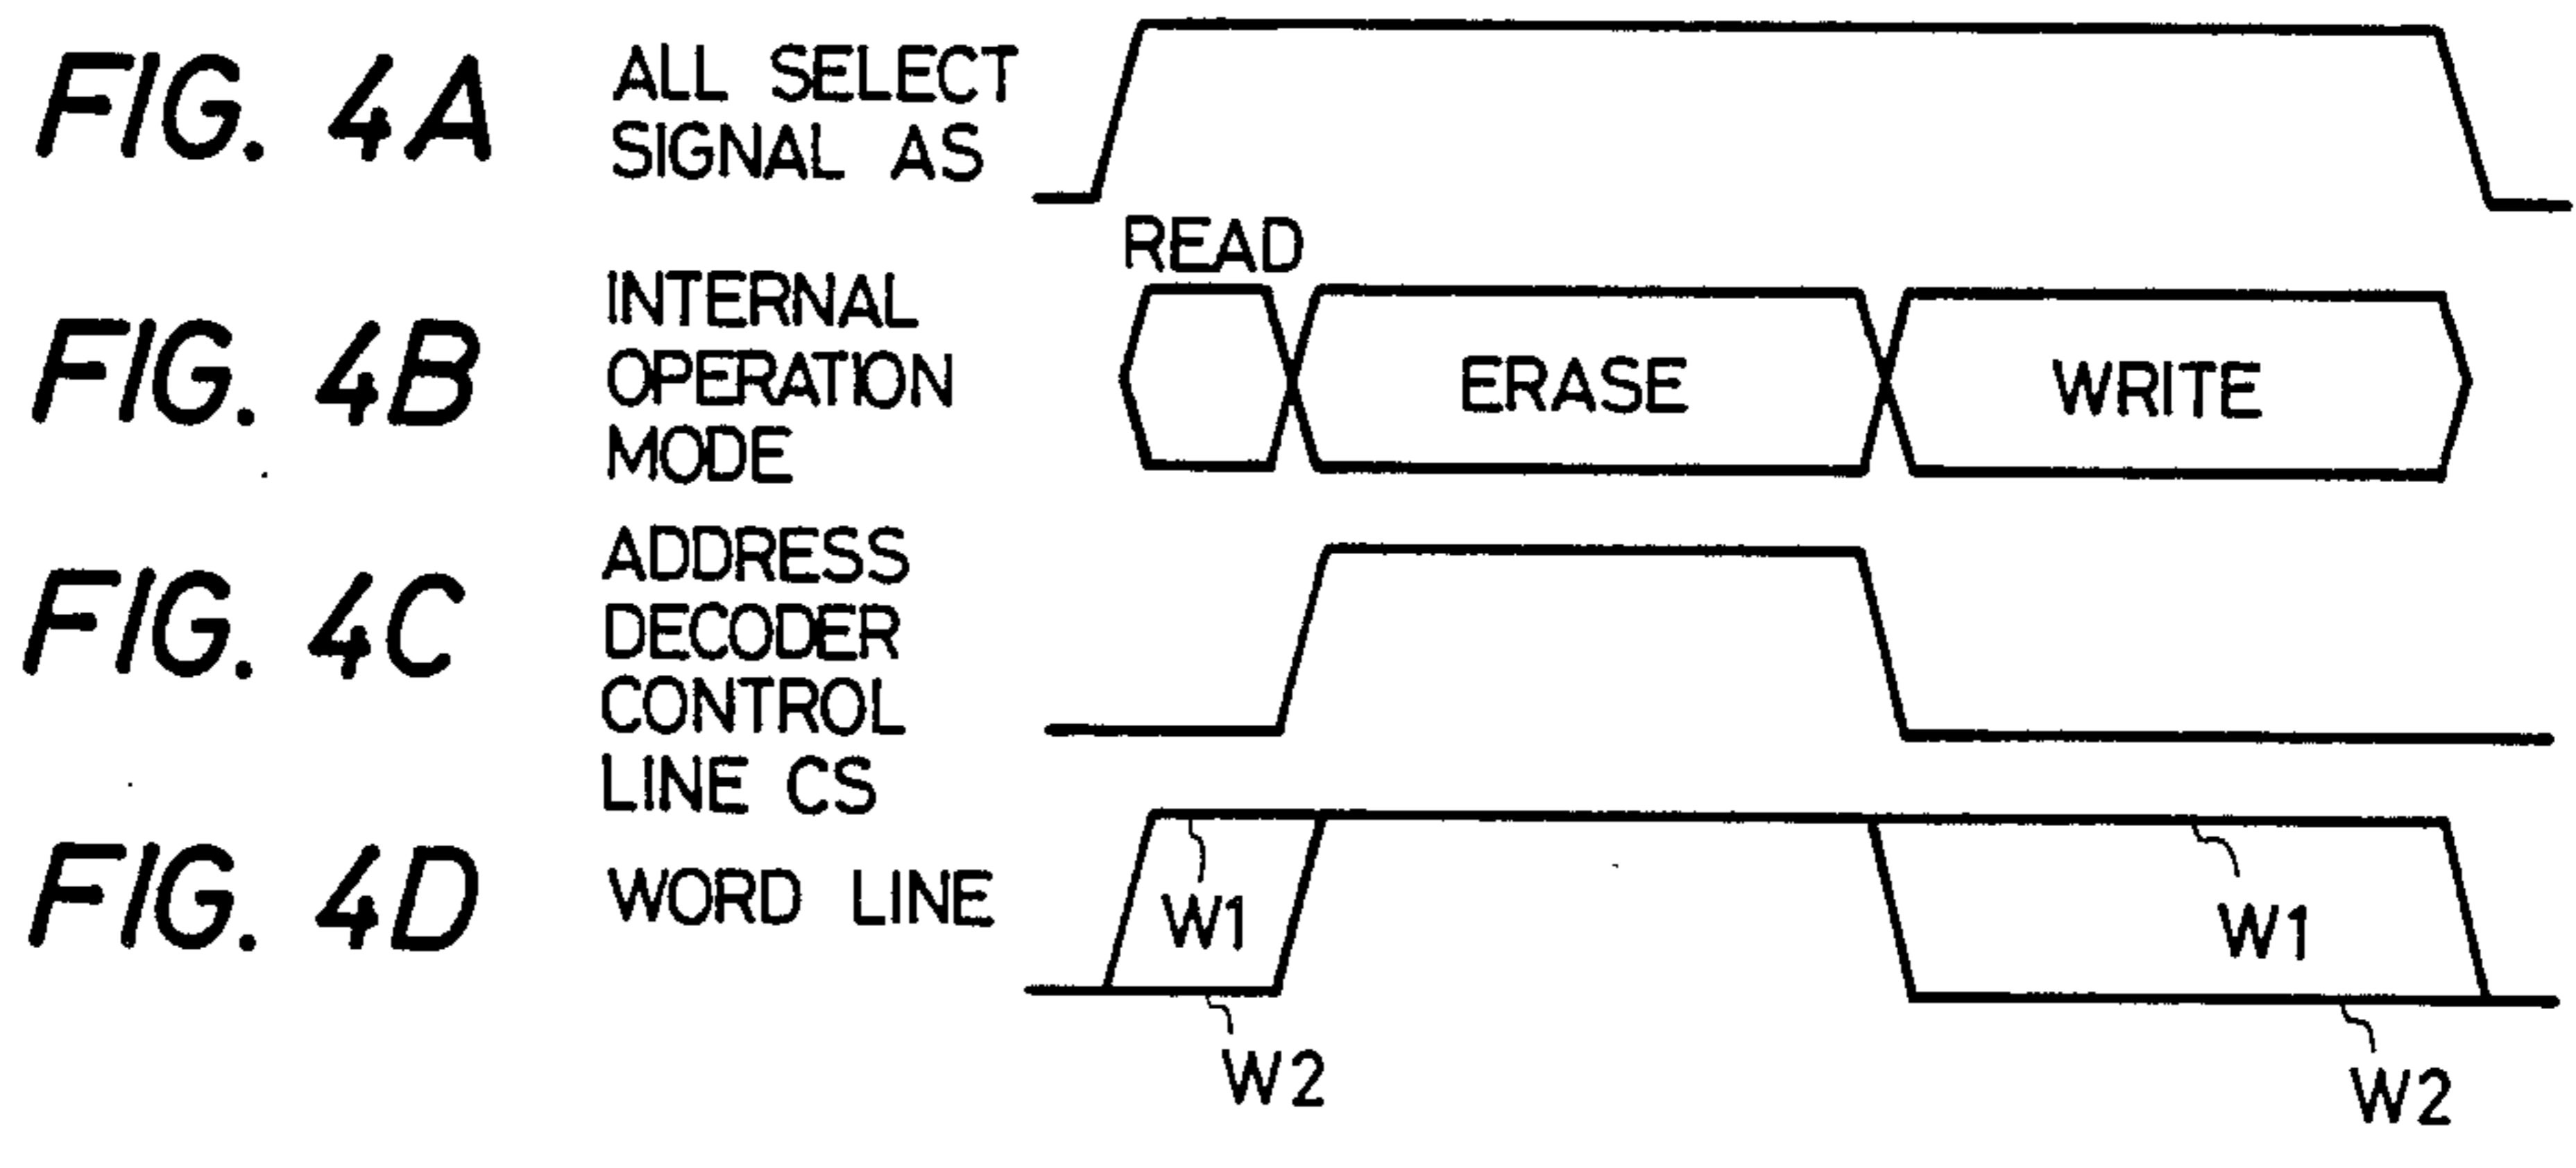 FIG. 4A
ALL SELECT
SIGNAL AS
READ
FIG. 4B
INTERNAL
OPERATION
MODE
ERASE
WRITE
FIG. 4C
ADDRESS
DECODER
CONTROL
LINE CS
FIG. 4D
WORD LINE
W1
W1
W2
W2